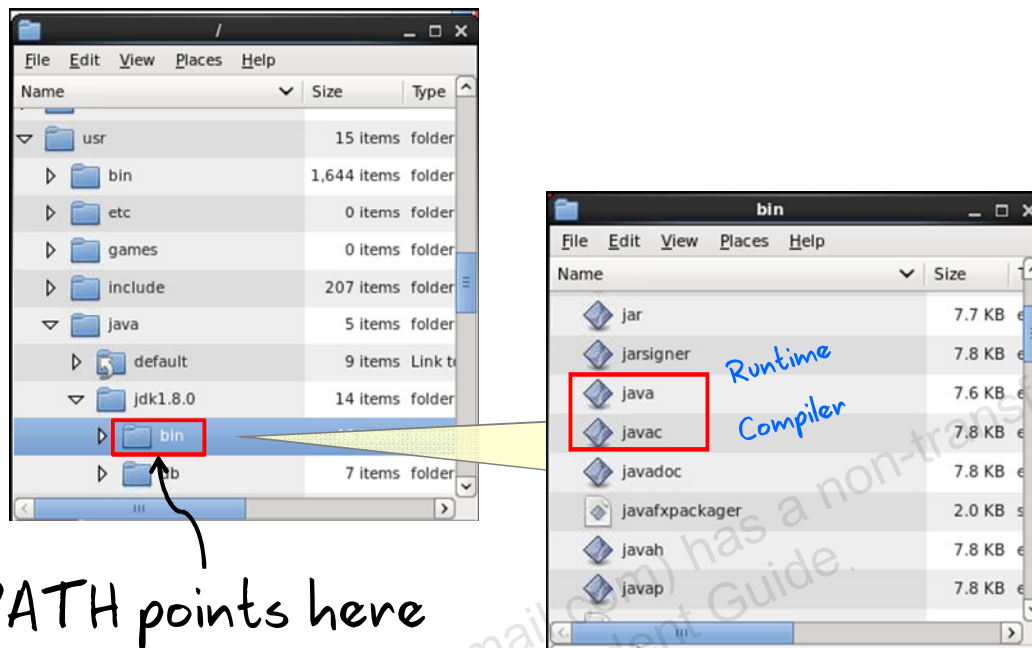 /
File Edit View Places Help
Name Size Type
usr 15 items folder
bin 1,644 items folder
etc 0 items folder
games 0 items folder
include 207 items folder
java 5 items folder
default 9 items Link to
jdk1.8.0 14 items folder
bin
7 items folder
PATH points here
bin
File Edit View Places Help
Name Size
jar 7.7 KB
jarsigner 7.8 KB
Runtime
java 7.6 KB
Compiler
javac 7.8 KB
javadoc 7.8 KB
javafxpackager 2.0 KB
javah 7.8 KB
javap 7.8 KB
has a non-transf
Guide.